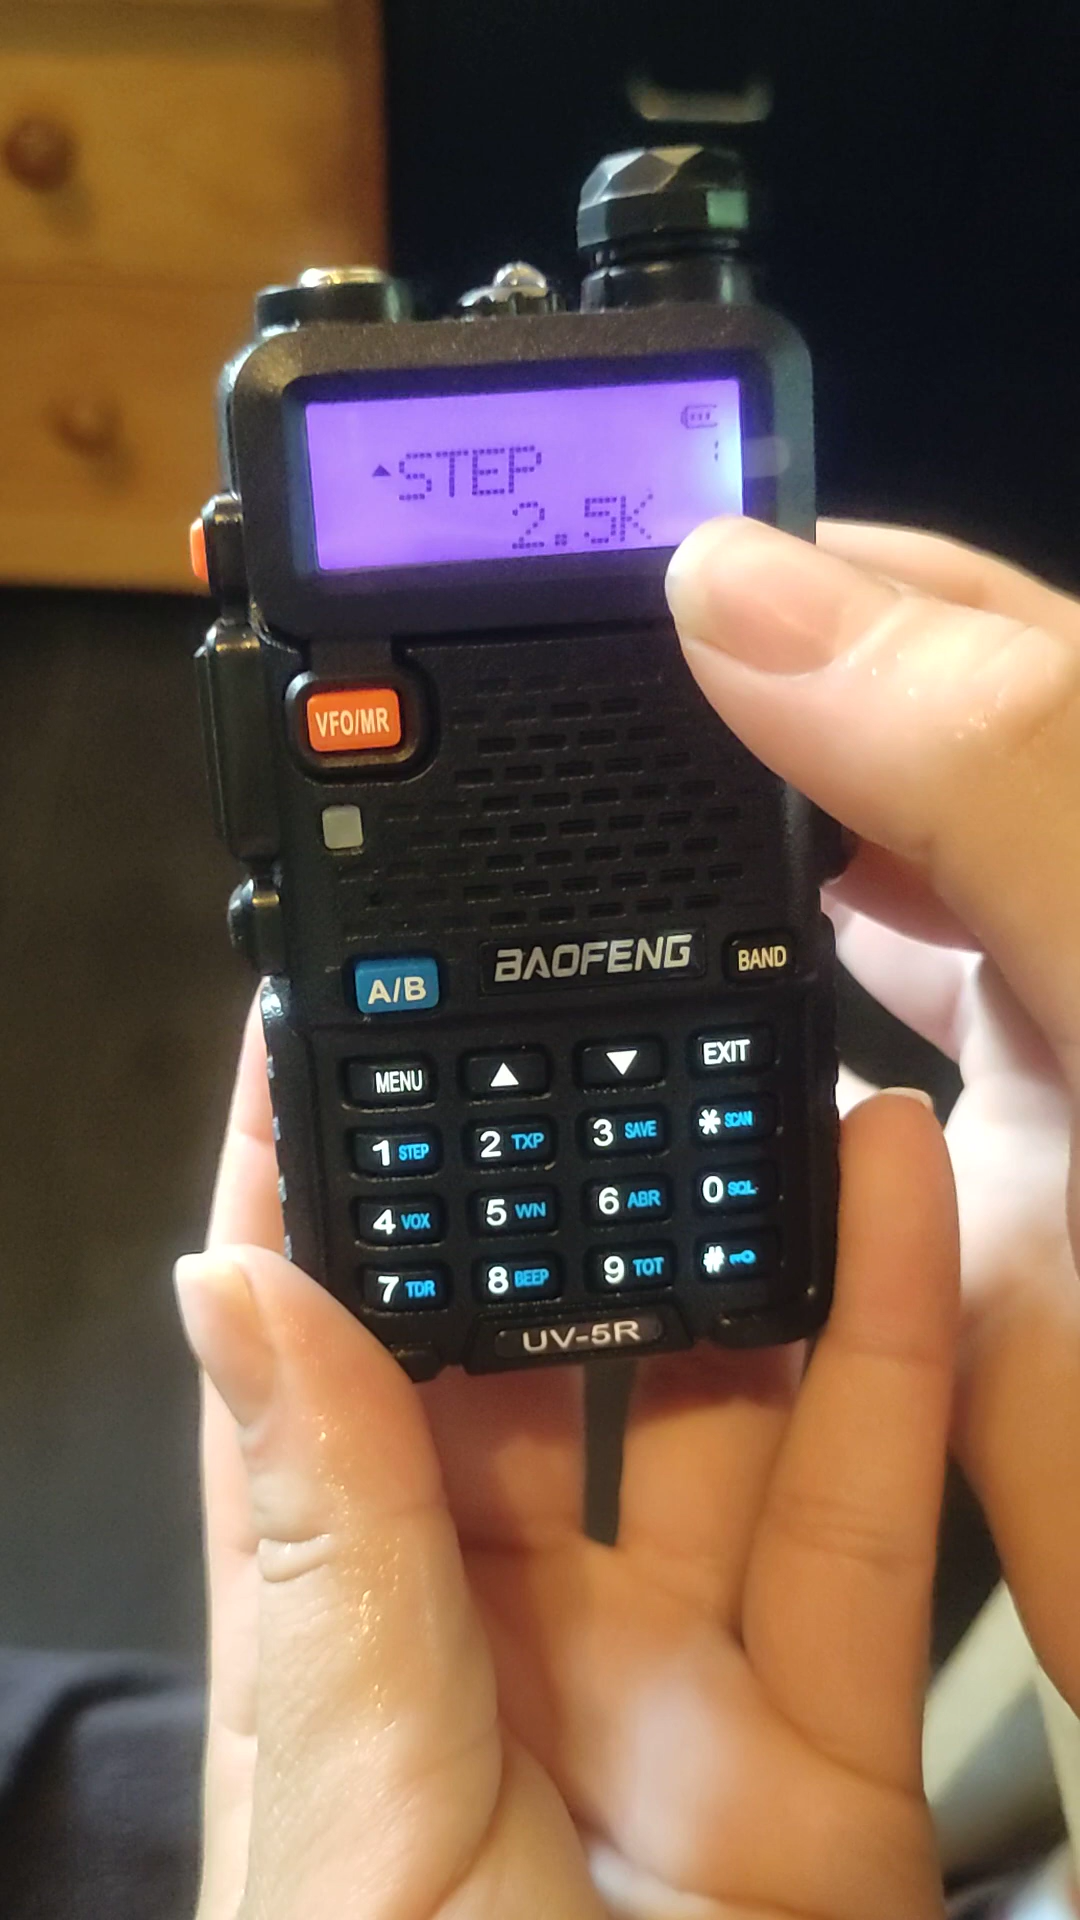 STEP
2.5K
1
VFO/MR
A/B BAOFENG BAND
MENU ▲ ▼ EXIT
1 STEP 2 TXP 3 SAVE * SCAN
4 VOX 5 WN 6 ABR 0 SQL
7 TDR 8 BEEP 9 TOT #
UV-5R